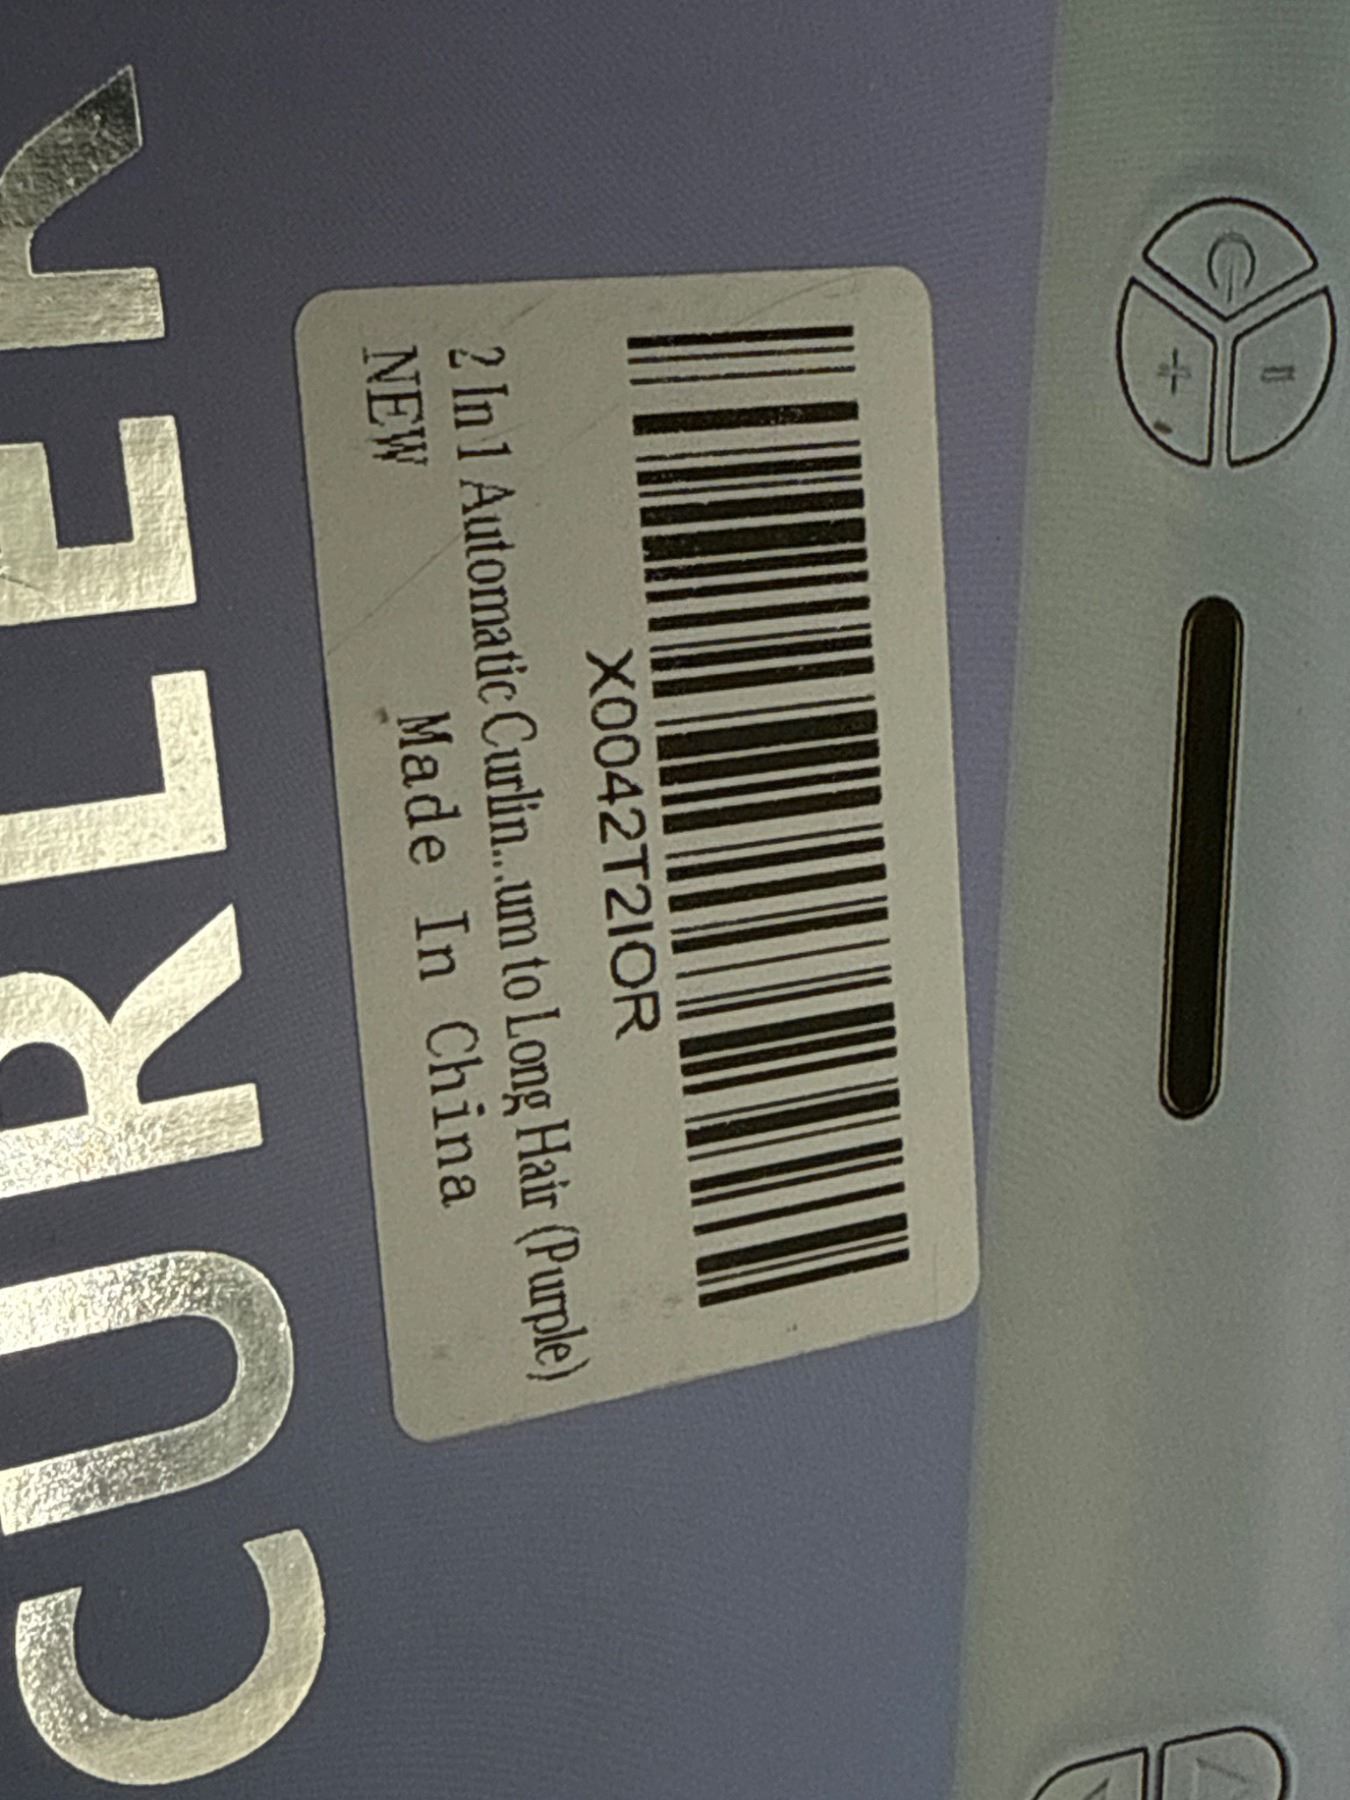 X0042T2IOR
2 In 1 Automatic Curlin...um to Long Hair (Purple)
NEW
Made In China
CURLER